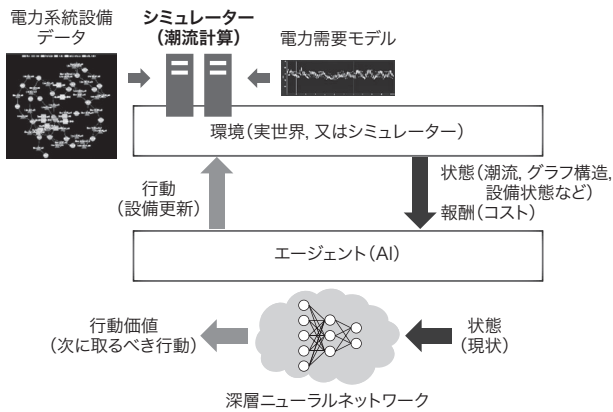 電力系統設備
データ
シミュレーター
(潮流計算)
電力需要モデル
環境(実世界, 又はシミュレーター)
行動
(設備更新)
状態(潮流, グラフ構造,
設備状態など)
報酬(コスト)
エージェント(AI)
行動価値
(次に取るべき行動)
状態
(現状)
深層ニューラルネットワーク